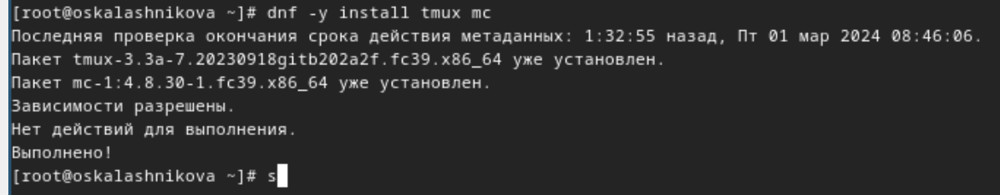 [root@oskalashnikova ~]# dnf -y install tmux mc
Последняя проверка окончания срока действия метаданных: 1:32:55 назад, Пт 01 мар 2024 08:46:06.
Пакет tmux-3.3a-7.20230918gitb202a2f.fc39.x86_64 уже установлен.
Пакет mc-1:4.8.30-1.fc39.x86_64 уже установлен.
Зависимости разрешены.
Нет действий для выполнения.
Выполнено!
[root@oskalashnikova ~]# s